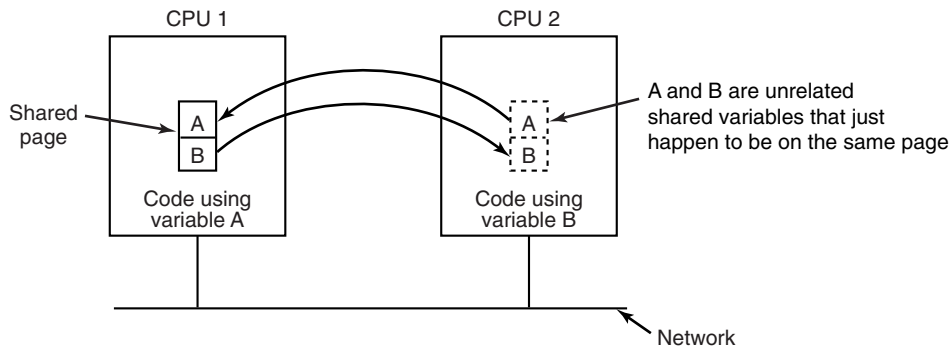 CPU 1
CPU 2
Shared
page
A
B
A
B
A and B are unrelated
shared variables that just
happen to be on the same page
Code using
variable A
Code using
variable B
Network